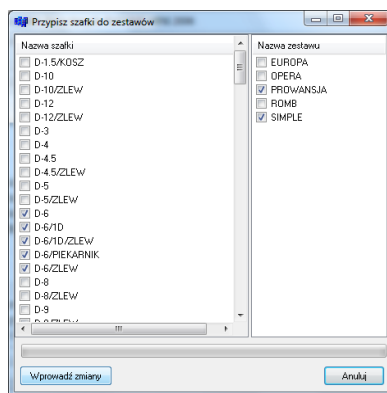 Przypisz szafki do zestawów
Nazwa szafki
D-1.5/KOSZ
D-10
D-10/ZLEW
D-12
D-12/ZLEW
D-3
D-4
D-4.5
D-4.5/ZLEW
D-5
D-5/ZLEW
D-6
D-6/1D
D-6/1D/ZLEW
D-6/PIEKARNIK
D-6/ZLEW
D-8
D-8/ZLEW
D-9
Nazwa zestawu
EUROPA
OPERA
PROWANSJA
ROMB
SIMPLE
Wprowadź zmiany
Anuluj